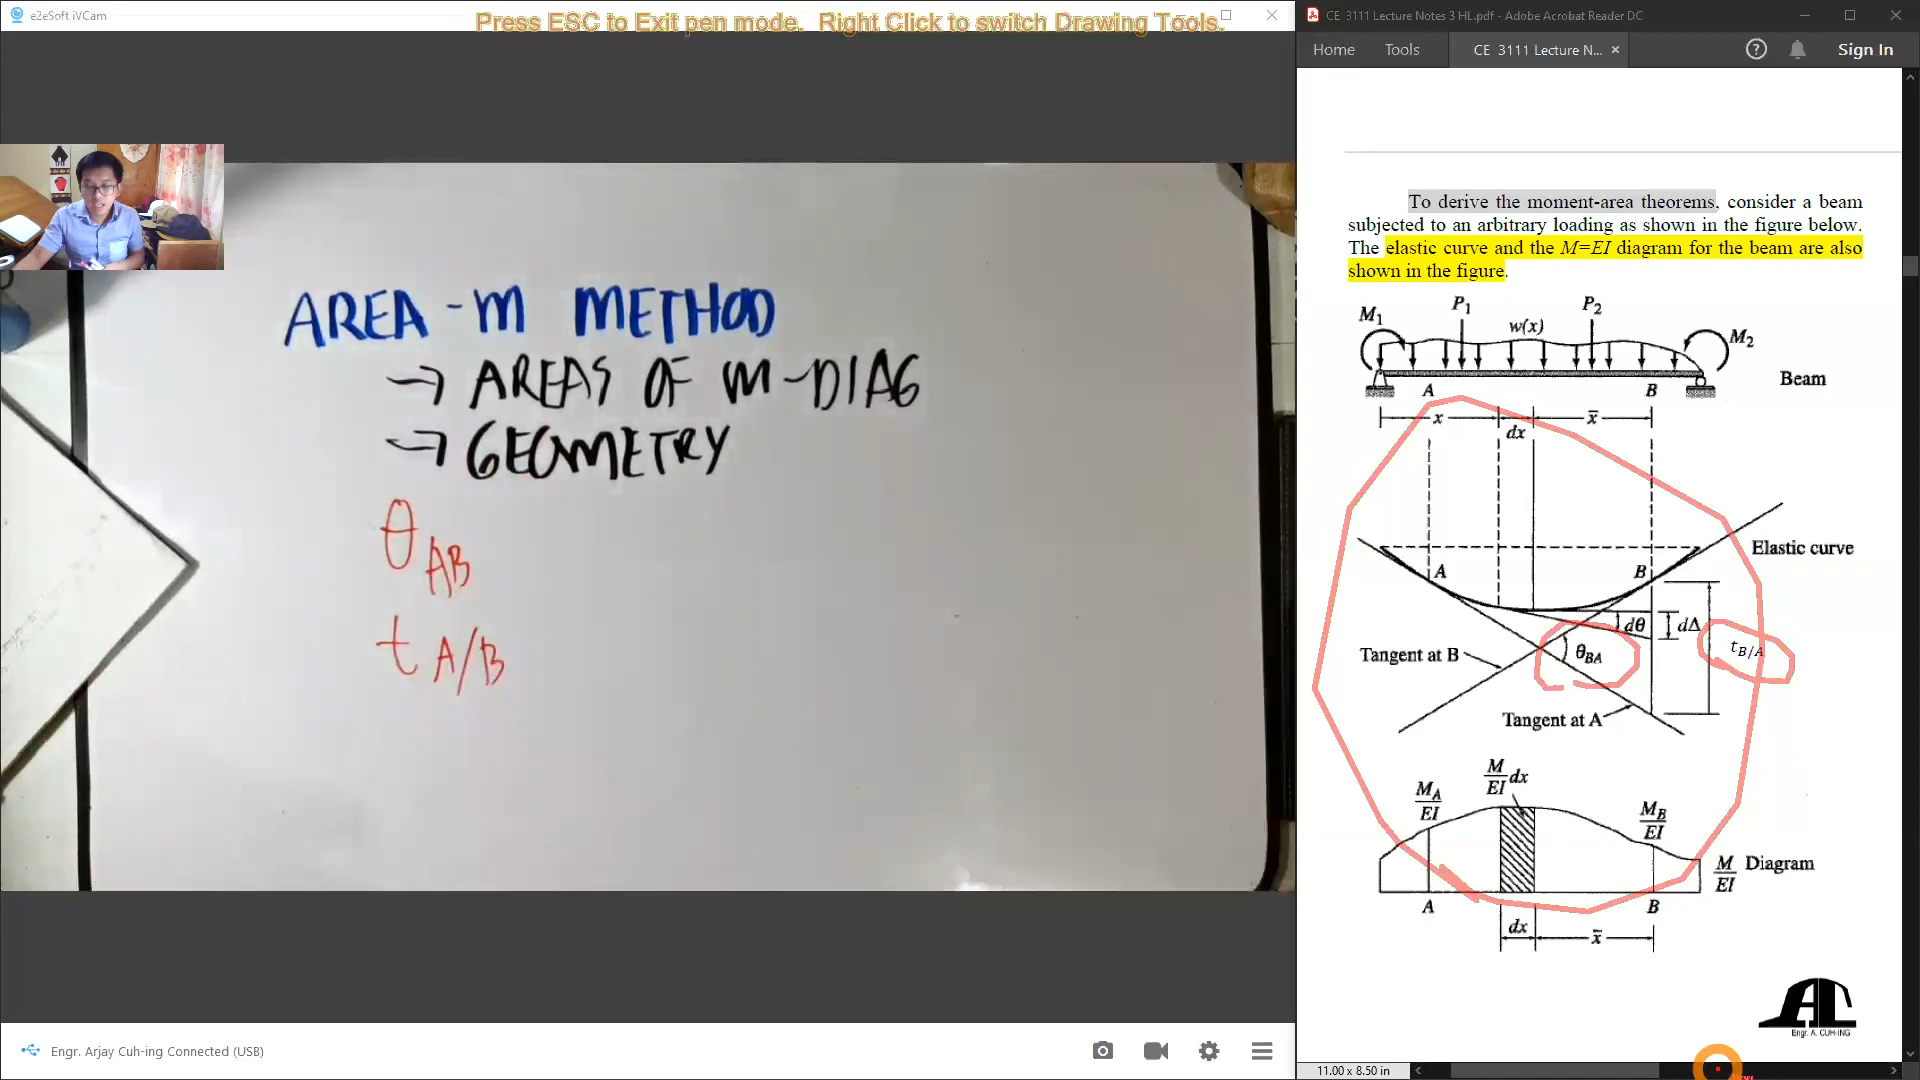 e2eSoft iVCam
Press ESC to Exit pen mode. Right Click to switch Drawing Tools.
AREA-M METHOD
→ AREAS OF M-DIAG
→ GEOMETRY
θAB
tA/B
Engr. Arjay Cuh-ing Connected (USB)
CE 3111 Lecture Notes 3 HL.pdf - Adobe Acrobat Reader DC
Home Tools CE 3111 Lecture N... × ? Sign In
To derive the moment-area theorems, consider a beam
subjected to an arbitrary loading as shown in the figure below.
The elastic curve and the M=EI diagram for the beam are also
shown in the figure.
M1 P1 w(x) P2 M2
A B Beam
x dx x̄
Elastic curve
A B
dθ dΔ
Tangent at B θBA tB/A
Tangent at A
M/EI dx
MA/EI MB/EI
M/EI Diagram
A B
dx x̄
AC
Engr. A. CUH-ING
11.00 x 8.50 in